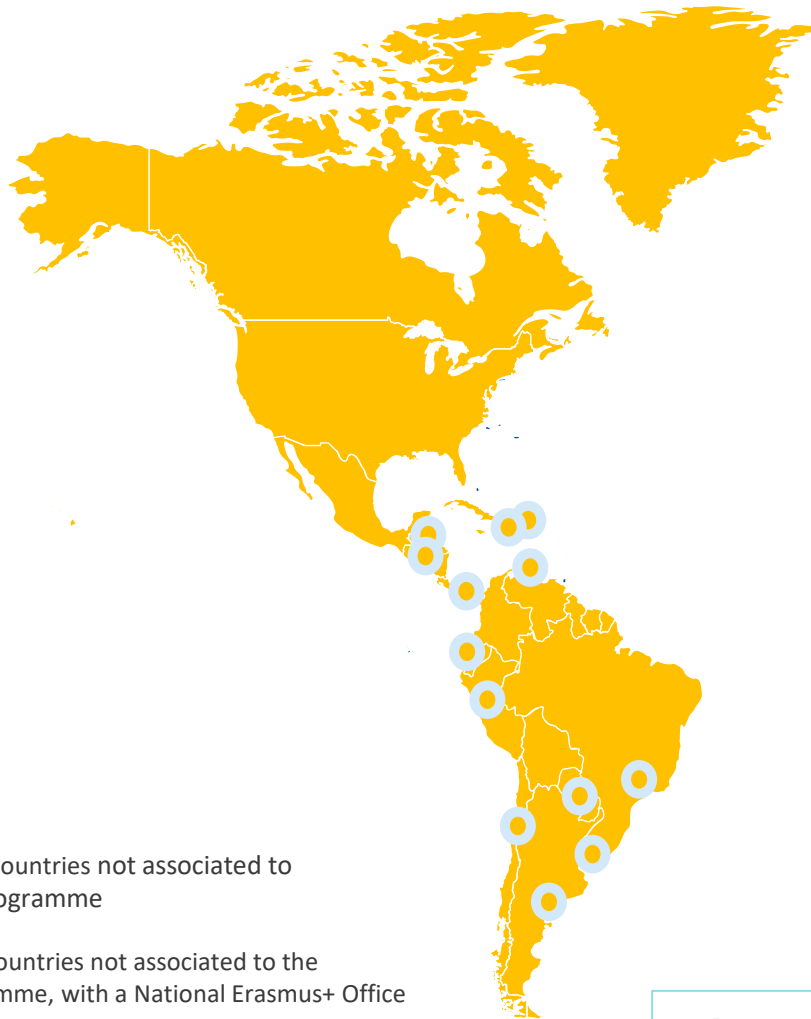 ountries not associated to
ogramme
ountries not associated to the
mme, with a National Erasmus+ Office